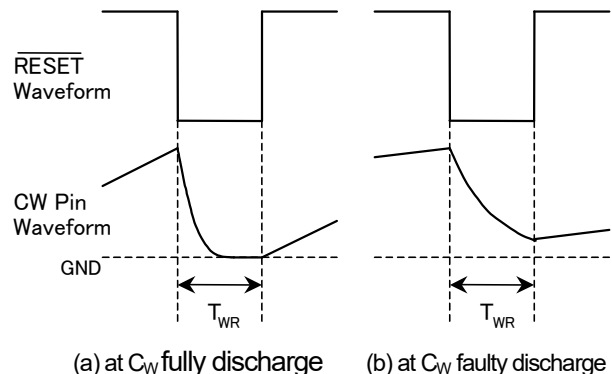 RESET
Waveform
CW Pin
Waveform
GND
TWR
TWR
(a) at CW fully discharge
(b) at CW faulty discharge